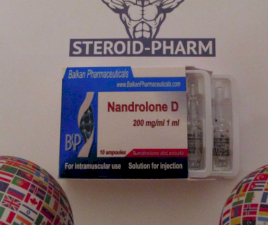 STEROID-PHARM
Balkan Pharmaceuticals
www.BalkanPharmaceuticals.com
Nandrolone D
200 mg/ml 1 ml
B&P
10 ampoules
For intramuscular use
Solution for injection